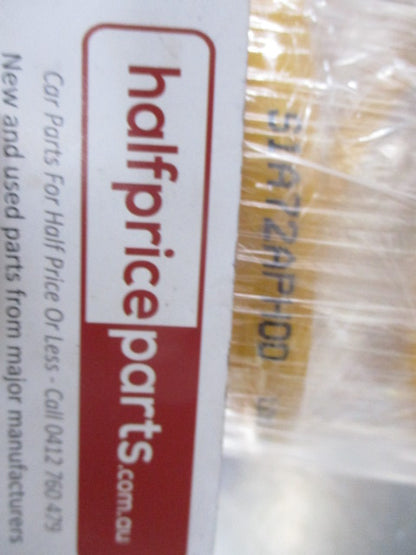 51A72APH00
halfpriceparts.com.au
Car Parts For Half Price Or Less - Call 0412 760 479
New and used parts from major manufacturers